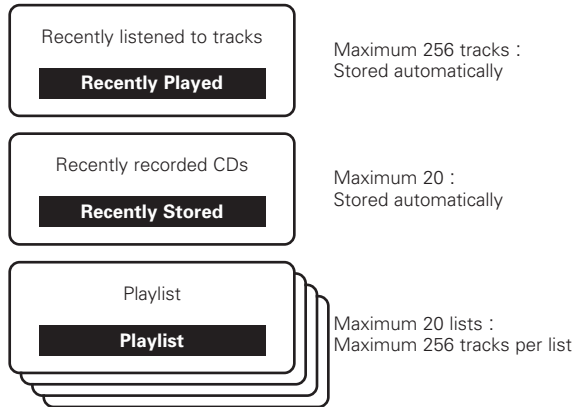 Recently listened to tracks
Recently Played
Maximum 256 tracks :
Stored automatically
Recently recorded CDs
Recently Stored
Maximum 20 :
Stored automatically
Playlist
Playlist
Maximum 20 lists :
Maximum 256 tracks per list